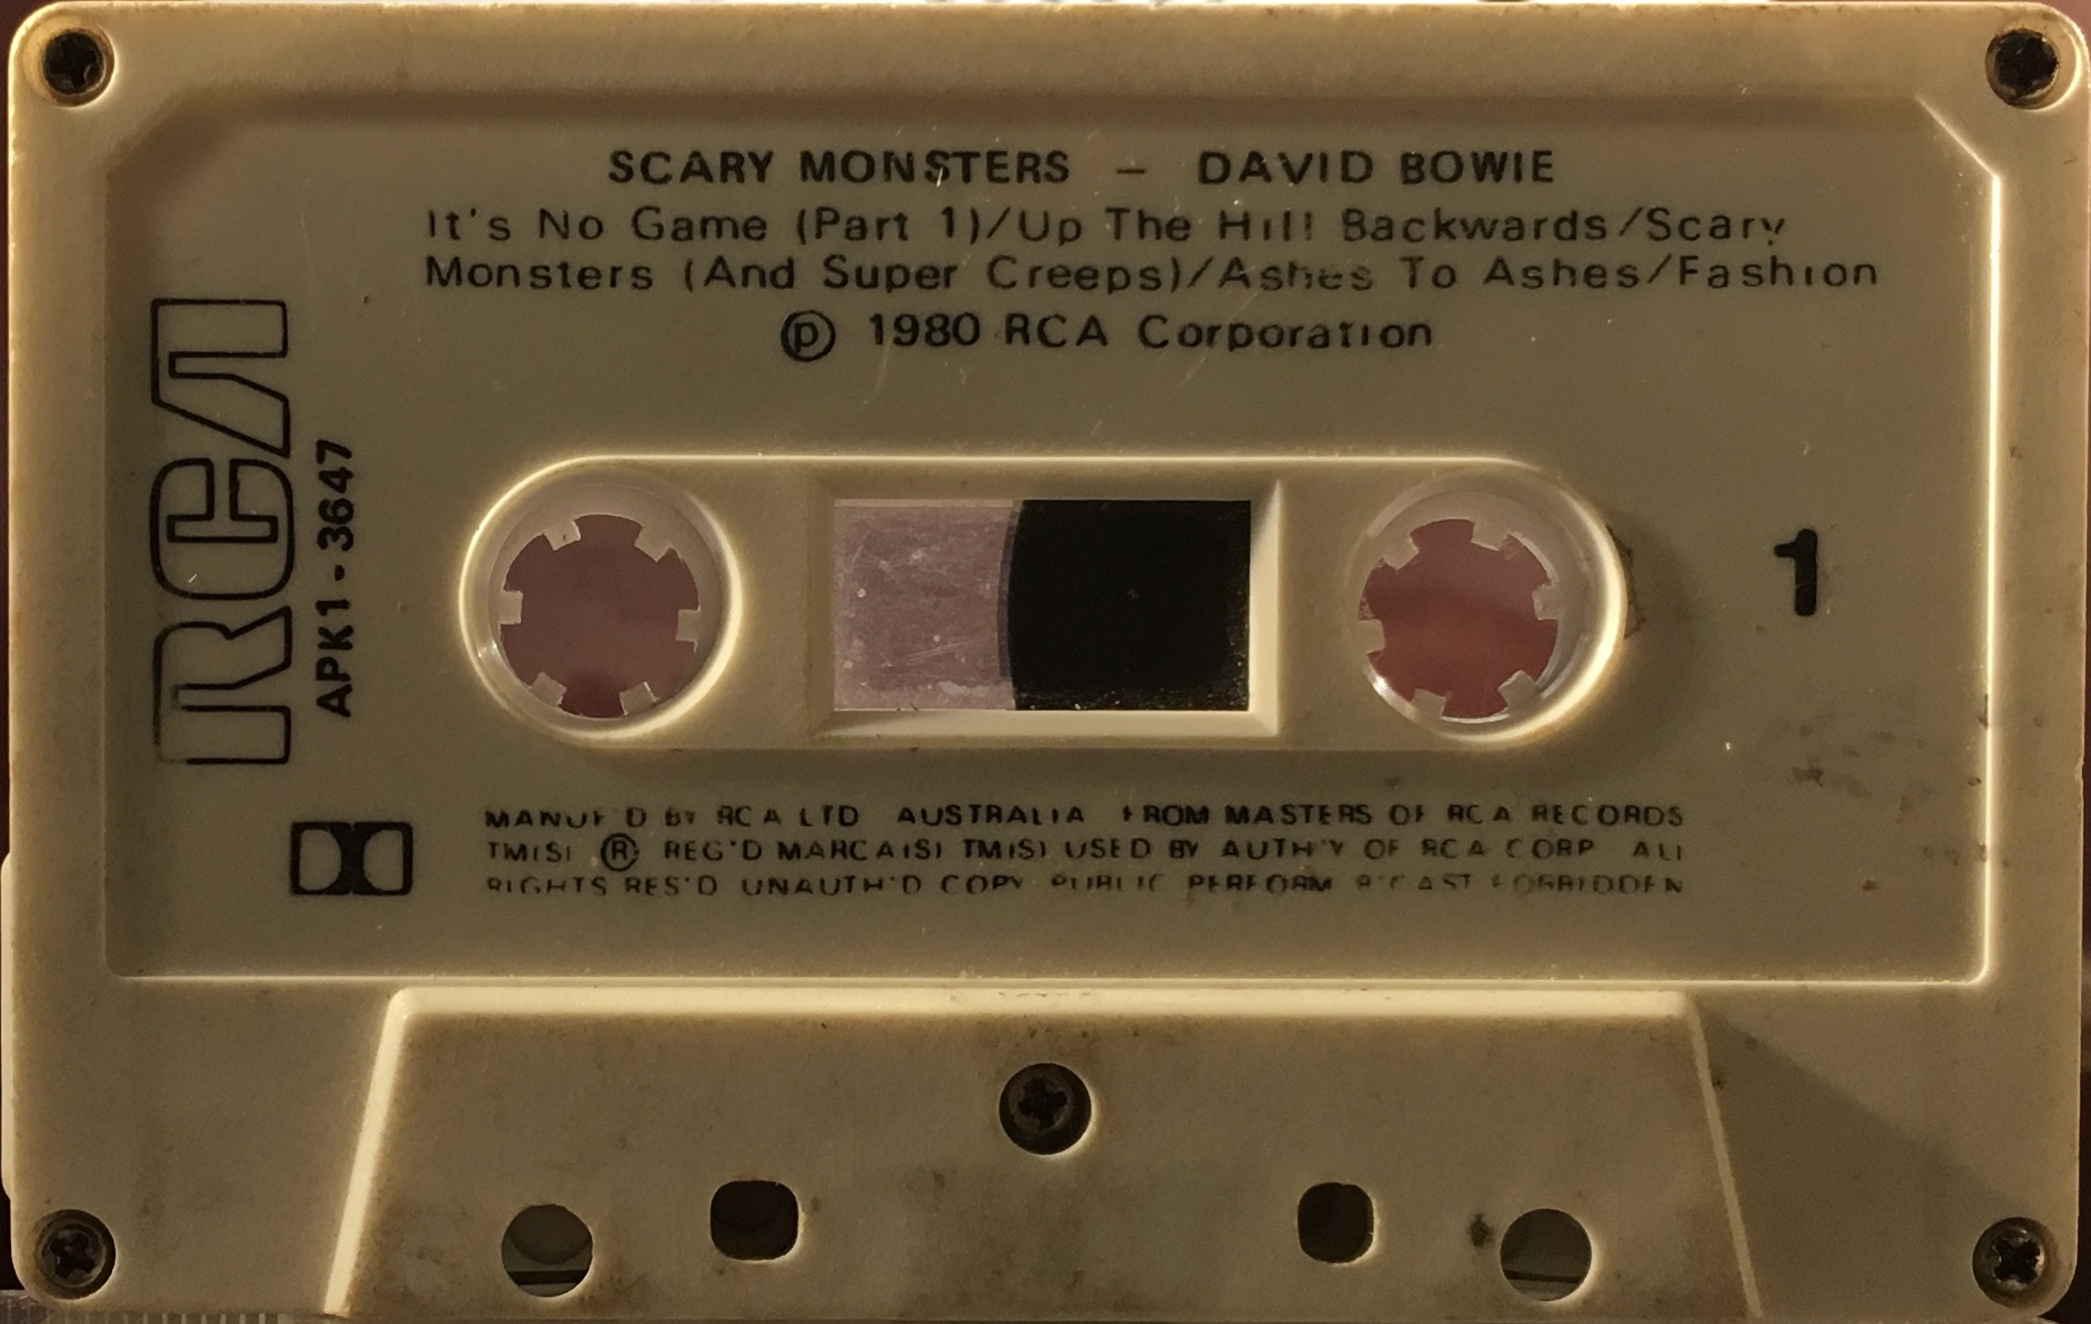 SCARY MONSTERS – DAVID BOWIE
It's No Game (Part 1)/Up The Hill Backwards/Scary
Monsters (And Super Creeps)/Ashes To Ashes/Fashion
℗ 1980 RCA Corporation
RCA
APK1-3647
1
MANUF'D BY RCA LTD AUSTRALIA FROM MASTERS OF RCA RECORDS
TM(S) ® REG'D MARCA(S) TM(S) USED BY AUTH'Y OF RCA CORP ALL
RIGHTS RES'D UNAUTH'D COPY PUBLIC PERFORM B'CAST FORBIDDEN